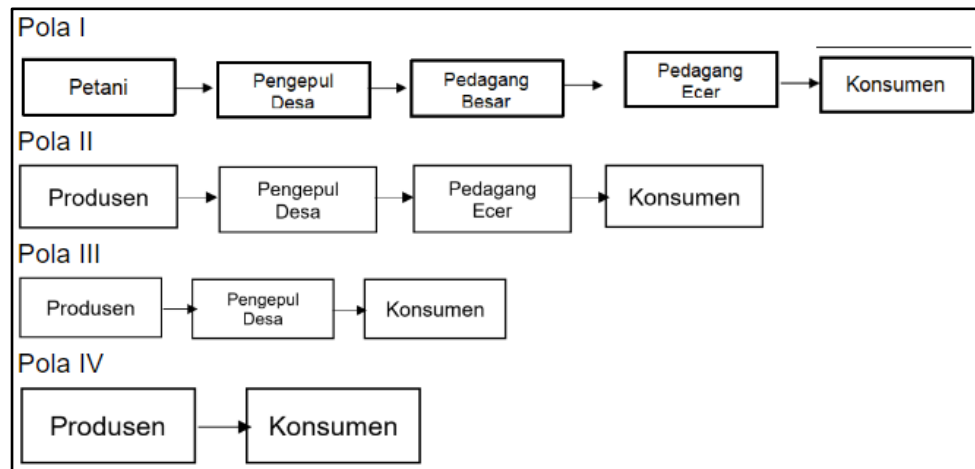 Pola I
Petani
Pengepul
Desa
Pedagang
Besar
Pedagang
Ecer
Konsumen
Pola II
Produsen
Pengepul
Desa
Pedagang
Ecer
Konsumen
Pola III
Produsen
Pengepul
Desa
Konsumen
Pola IV
Produsen
Konsumen